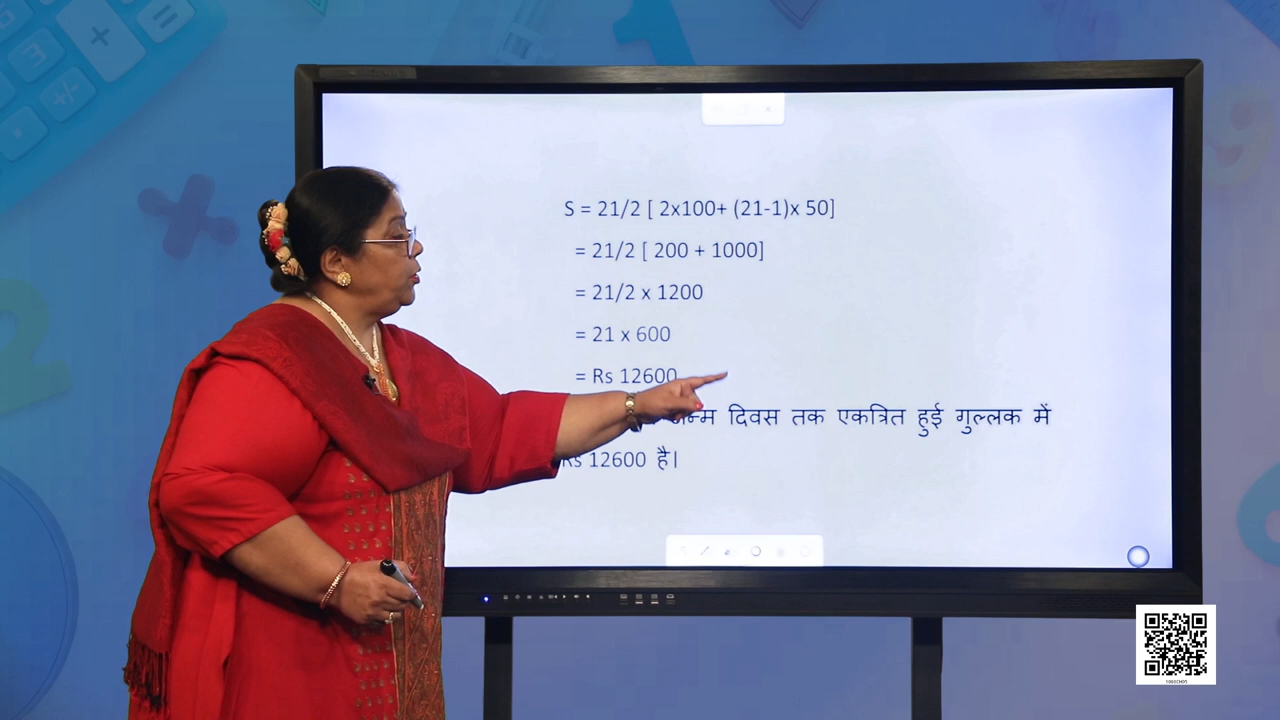 S = 21/2 [ 2x100+ (21-1)x 50]
= 21/2 [ 200 + 1000]
= 21/2 x 1200
= 21 x 600
= Rs 12600
जन्म दिवस तक एकत्रित हुई गुल्लक में
Rs 12600 है।